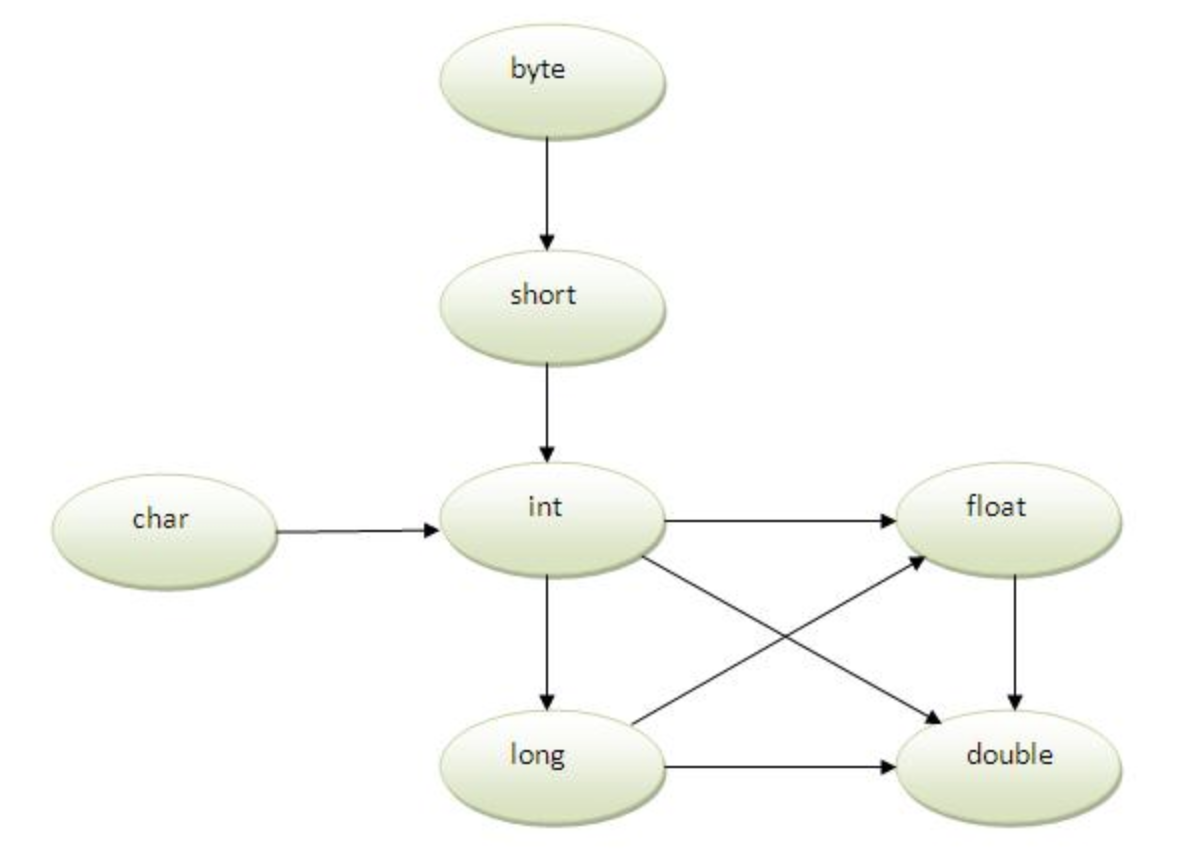 byte
short
char
int
float
long
double